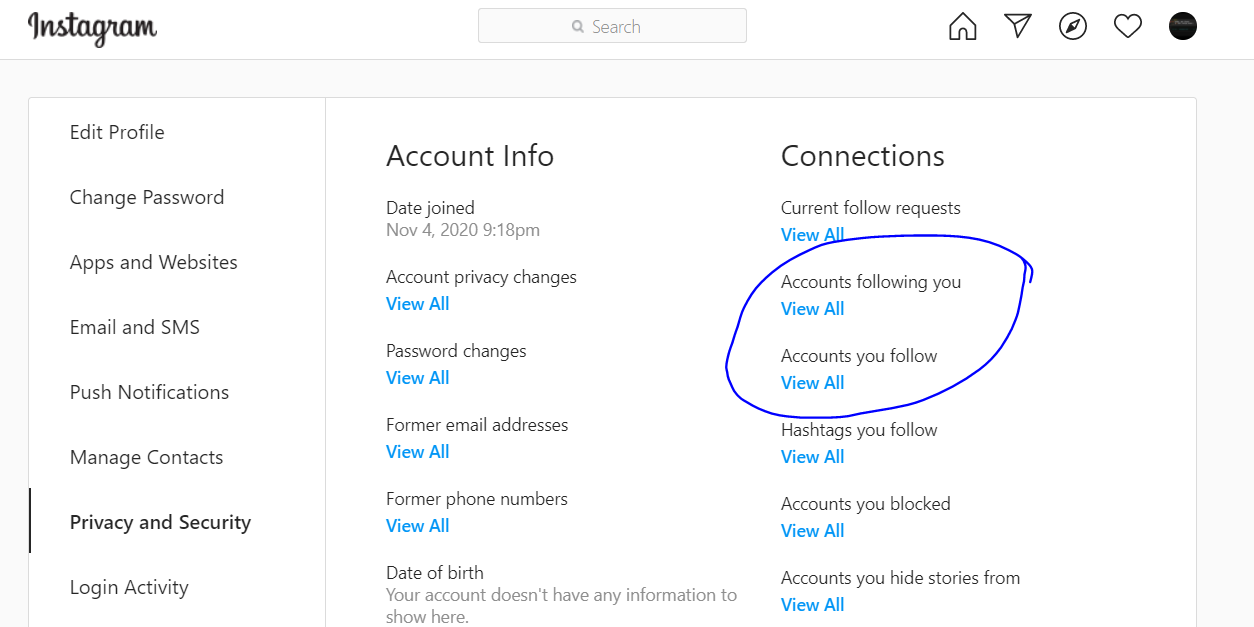 Instagram
Search
Edit Profile
Change Password
Apps and Websites
Email and SMS
Push Notifications
Manage Contacts
Privacy and Security
Login Activity
Account Info
Date joined
Nov 4, 2020 9:18pm
Account privacy changes
View All
Password changes
View All
Former email addresses
View All
Former phone numbers
View All
Date of birth
Your account doesn't have any information to
show here.
Connections
Current follow requests
View All
Accounts following you
View All
Accounts you follow
View All
Hashtags you follow
View All
Accounts you blocked
View All
Accounts you hide stories from
View All